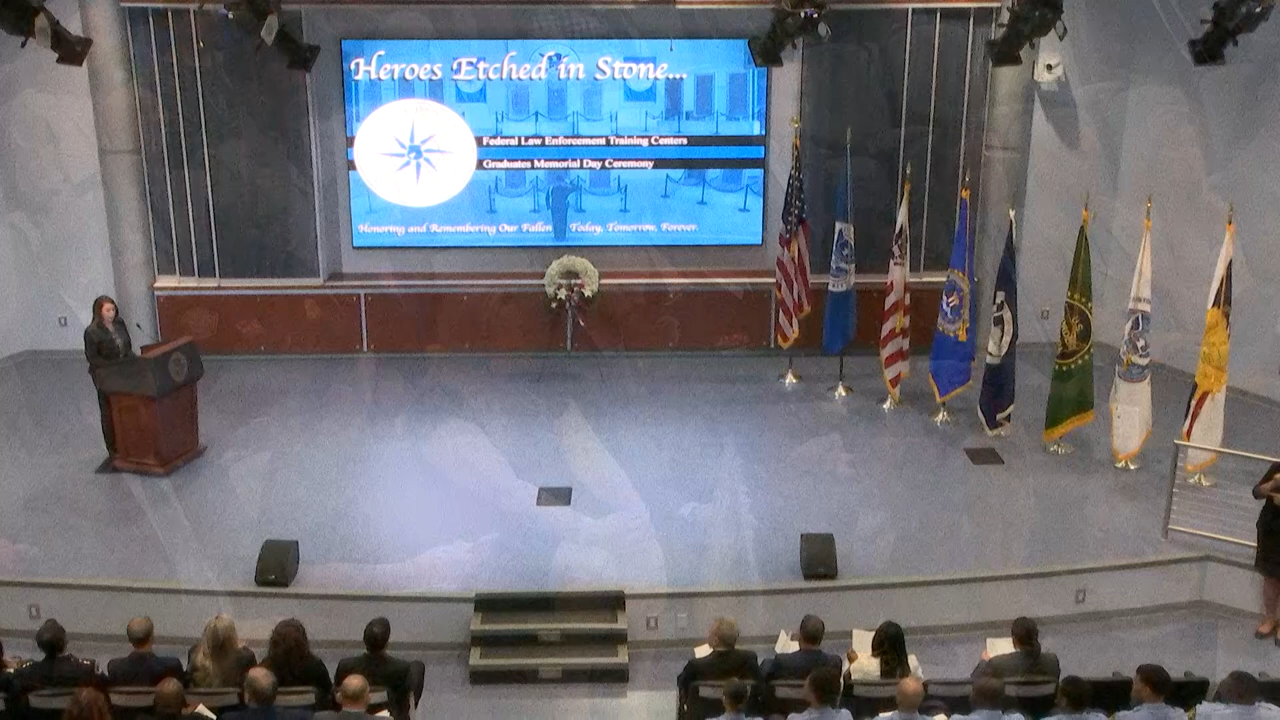 Heroes Etched in Stone...
Federal Law Enforcement Training Centers
Graduates Memorial Day Ceremony
Honoring and Remembering Our Fallen Today, Tomorrow, Forever.